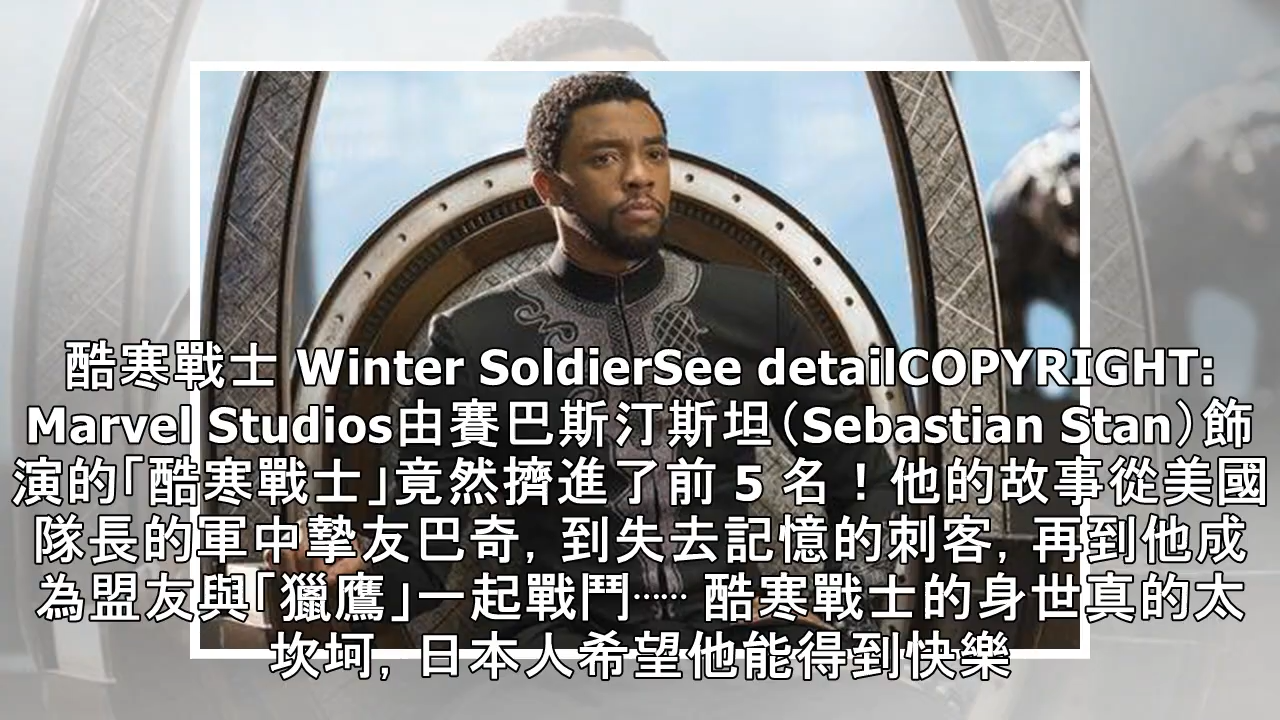 酷寒戰士 Winter SoldierSee detailCOPYRIGHT:
Marvel Studios由賽巴斯汀斯坦（Sebastian Stan）飾
演的「酷寒戰士」竟然擠進了前 5 名！他的故事從美國
隊長的軍中摯友巴奇，到失去記憶的刺客，再到他成
為盟友與「獵鷹」一起戰鬥…… 酷寒戰士的身世真的太
坎坷，日本人希望他能得到快樂